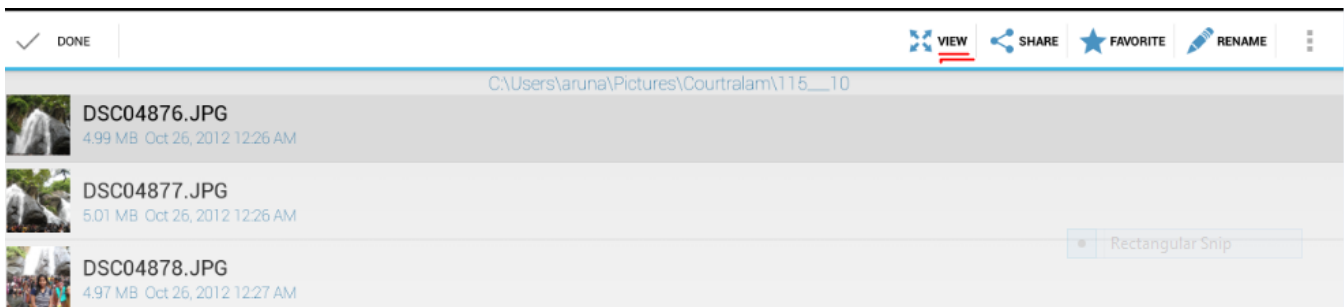 DONE VIEW SHARE FAVORITE RENAME
C:\Users\aruna\Pictures\Courtralam\115___10
DSC04876.JPG
4.99 MB Oct 26, 2012 12:26 AM
DSC04877.JPG
5.01 MB Oct 26, 2012 12:26 AM
Rectangular Snip
DSC04878.JPG
4.97 MB Oct 26, 2012 12:27 AM